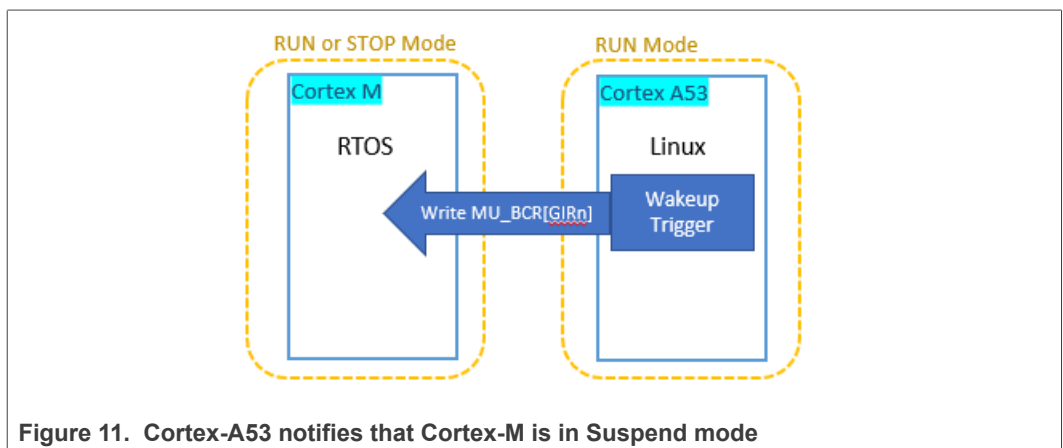 RUN or STOP Mode
RUN Mode
Cortex M
Cortex A53
RTOS
Linux
Write MU_BCR[GIRn]
Wakeup
Trigger
Figure 11. Cortex-A53 notifies that Cortex-M is in Suspend mode